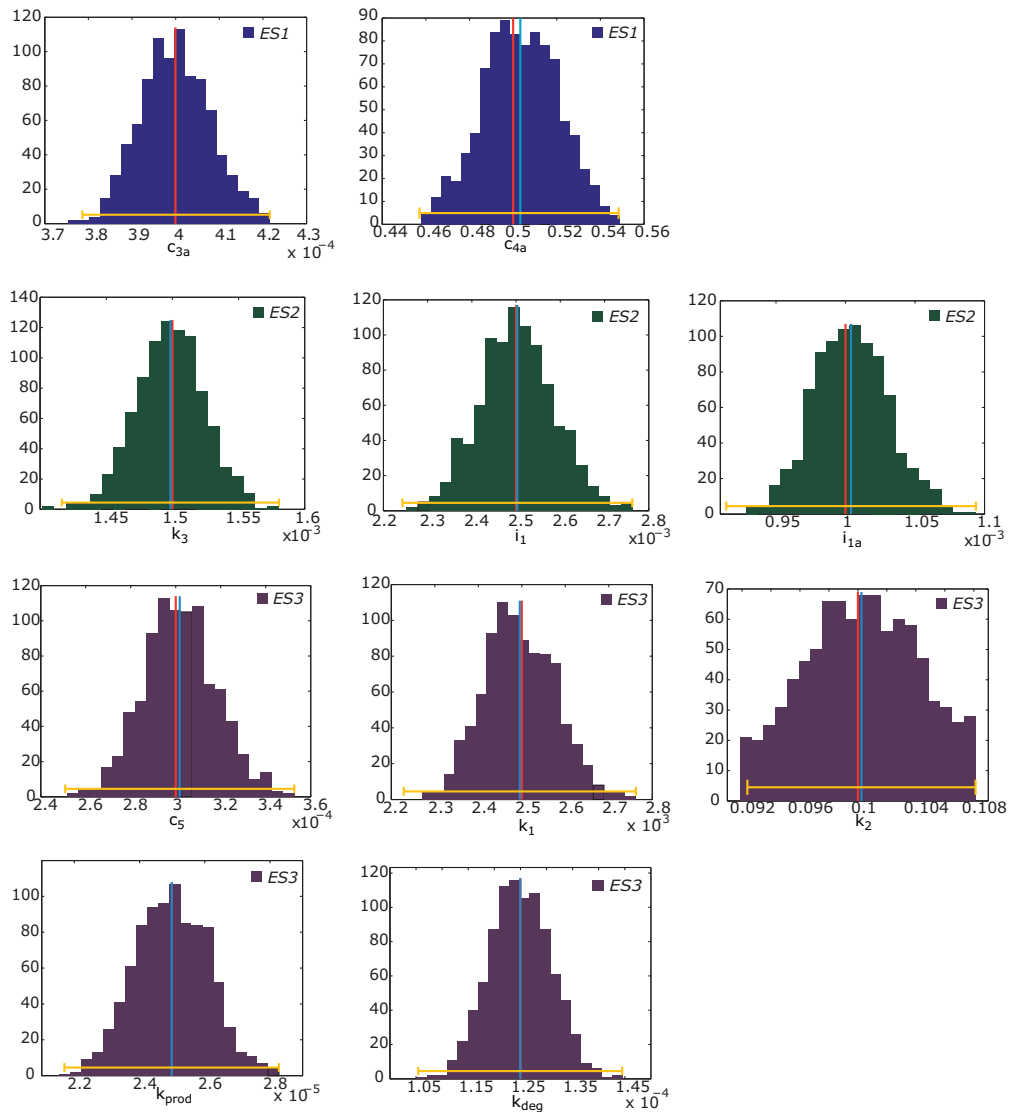 120
100
80
60
40
20
0
ES1
3.7 3.8 3.9 4 4.1 4.2 4.3
c3a
x 10-4
90
80
70
60
50
40
30
20
10
0
ES1
0.44 0.46 0.48 0.5 0.52 0.54 0.56
c4a
140
120
100
80
60
40
20
0
ES2
1.45 1.5 1.55 1.6
k3
x10-3
120
100
80
60
40
20
0
ES2
2.2 2.3 2.4 2.5 2.6 2.7 2.8
i1
x 10-3
120
100
80
60
40
20
0
ES2
0.95 1 1.05 1.1
i1a
x 10-3
120
100
80
60
40
20
0
ES3
2.4 2.6 2.8 3 3.2 3.4 3.6
c5
x 10-4
120
100
80
60
40
20
0
ES3
2.2 2.3 2.4 2.5 2.6 2.7 2.8
k1
x 10-3
70
60
50
40
30
20
10
0
ES3
0.092 0.096 0.1 0.104 0.108
k2
100
80
60
40
20
0
ES3
2.2 2.4 2.6 2.8
kprod
x 10-5
100
80
60
40
20
0
ES3
1.05 1.15 1.25 1.35 1.45
kdeg
x 10-4